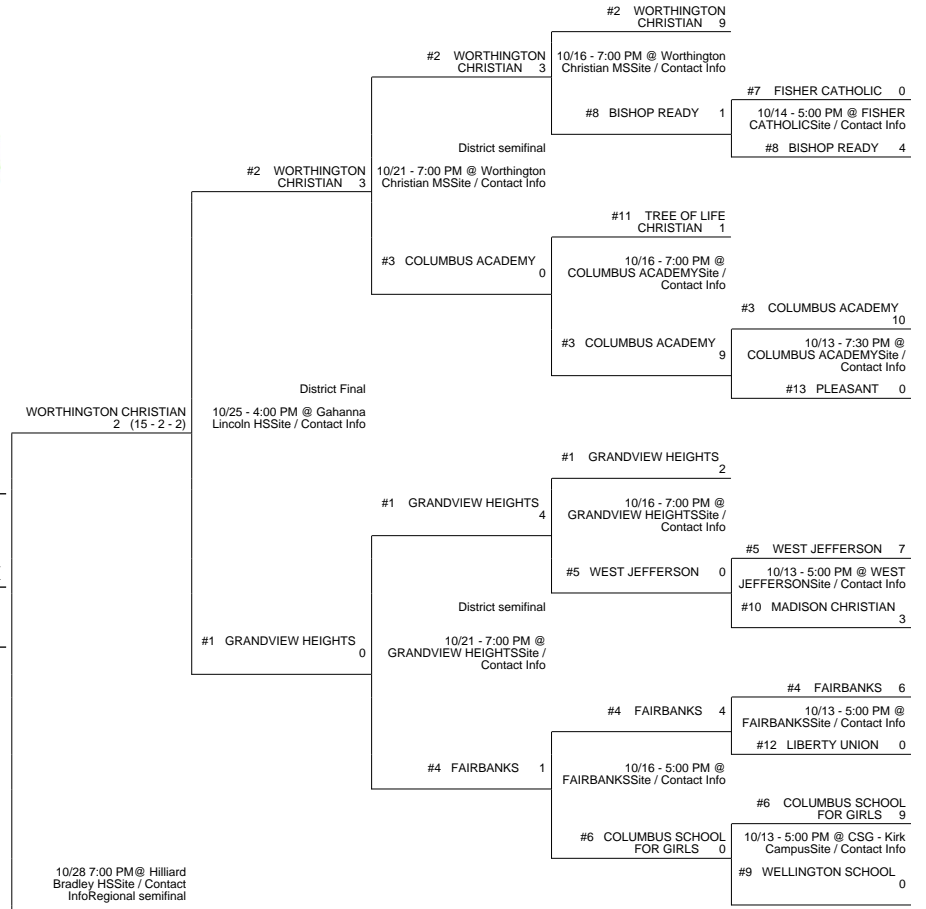 #2 WORTHINGTON
CHRISTIAN 9
#2 WORTHINGTON
CHRISTIAN 3
10/16 - 7:00 PM @ Worthington
Christian MSSite / Contact Info
#7 FISHER CATHOLIC 0
#8 BISHOP READY 1
10/14 - 5:00 PM @ FISHER
CATHOLICSite / Contact Info
#8 BISHOP READY 4
District semifinal
#2 WORTHINGTON
CHRISTIAN 3
10/21 - 7:00 PM @ Worthington
Christian MSSite / Contact Info
#11 TREE OF LIFE
CHRISTIAN 1
#3 COLUMBUS ACADEMY
0
10/16 - 7:00 PM @
COLUMBUS ACADEMYSite /
Contact Info
#3 COLUMBUS ACADEMY
10
#3 COLUMBUS ACADEMY
9
10/13 - 7:30 PM @
COLUMBUS ACADEMYSite /
Contact Info
#13 PLEASANT 0
District Final
WORTHINGTON CHRISTIAN
2 (15 - 2 - 2)
10/25 - 4:00 PM @ Gahanna
Lincoln HSSite / Contact Info
#1 GRANDVIEW HEIGHTS
2
#1 GRANDVIEW HEIGHTS
4
10/16 - 7:00 PM @
GRANDVIEW HEIGHTSSite /
Contact Info
#5 WEST JEFFERSON 7
#5 WEST JEFFERSON 0
10/13 - 5:00 PM @ WEST
JEFFERSONSite / Contact Info
#10 MADISON CHRISTIAN
3
District semifinal
#1 GRANDVIEW HEIGHTS
0
10/21 - 7:00 PM @
GRANDVIEW HEIGHTSSite /
Contact Info
#4 FAIRBANKS 6
#4 FAIRBANKS 4
10/13 - 5:00 PM @
FAIRBANKSSite / Contact Info
#12 LIBERTY UNION 0
#4 FAIRBANKS 1
10/16 - 5:00 PM @
FAIRBANKSSite / Contact Info
#6 COLUMBUS SCHOOL
FOR GIRLS 9
#6 COLUMBUS SCHOOL
FOR GIRLS 0
10/13 - 5:00 PM @ CSG - Kirk
CampusSite / Contact Info
#9 WELLINGTON SCHOOL
0
10/28 7:00 PM@ Hilliard
Bradley HSSite / Contact
InfoRegional semifinal